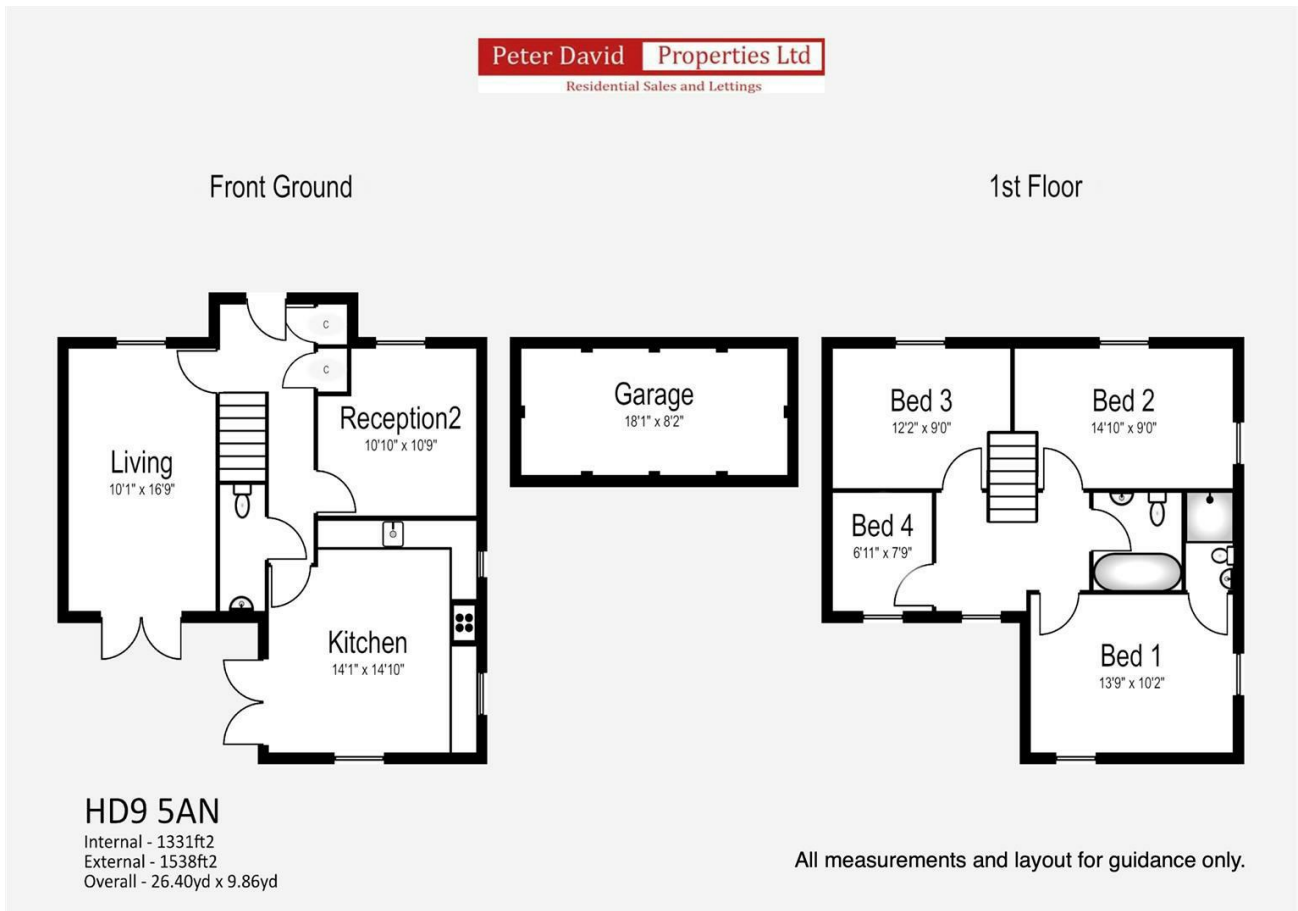 Peter David Properties Ltd
Residential Sales and Lettings
Front Ground
1st Floor
C
C
Reception2
10'10" x 10'9"
Living
10'1" x 16'9"
Kitchen
14'1" x 14'10"
Garage
18'1" x 8'2"
Bed 3
12'2" x 9'0"
Bed 2
14'10" x 9'0"
Bed 4
6'11" x 7'9"
Bed 1
13'9" x 10'2"
HD9 5AN
Internal - 1331ft2
External - 1538ft2
Overall - 26.40yd x 9.86yd
All measurements and layout for guidance only.